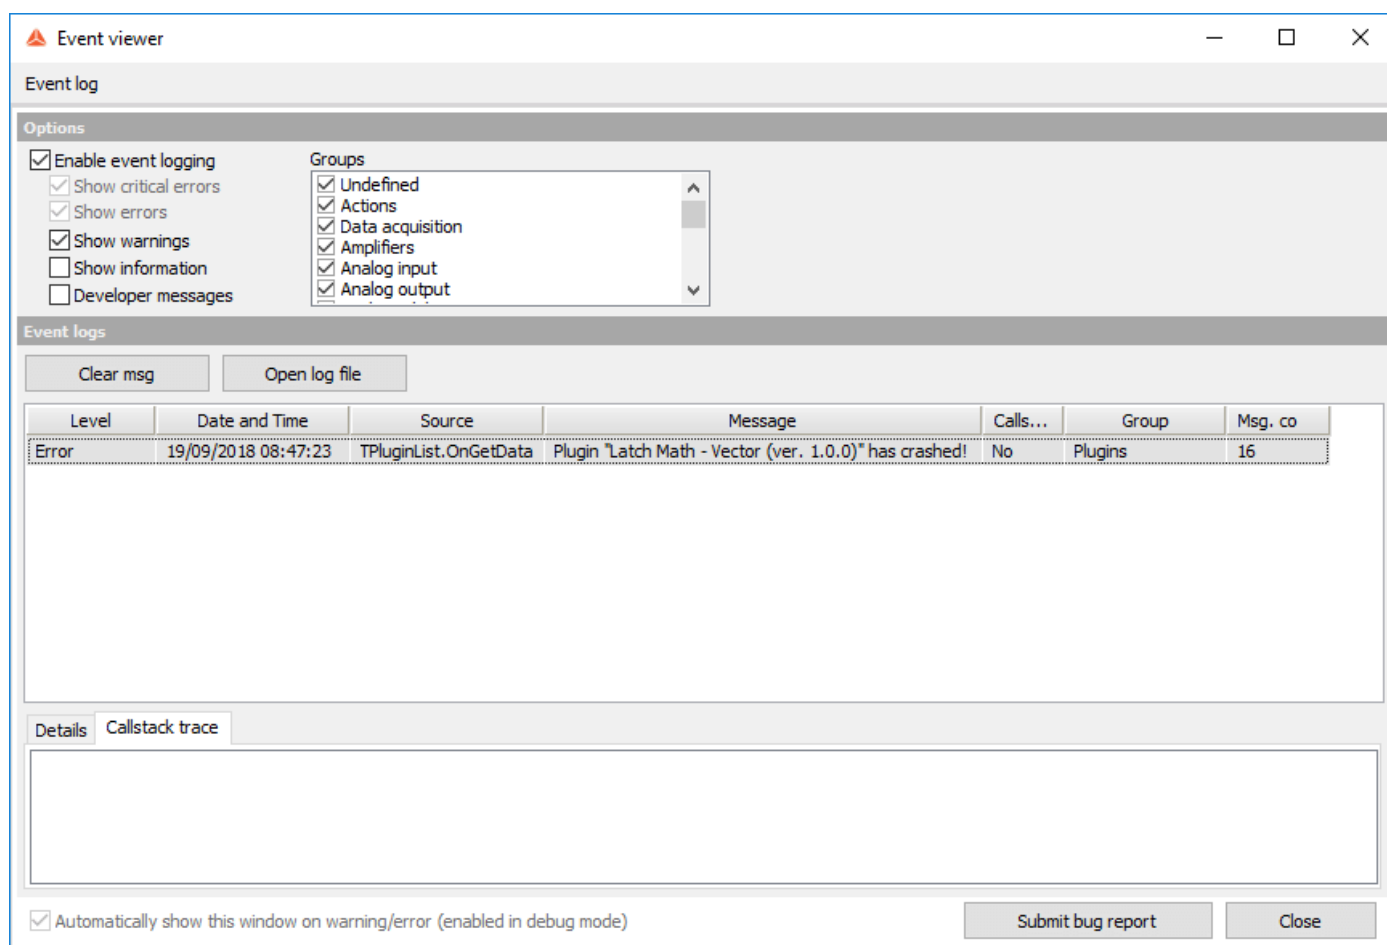 Event viewer
Event log
Options
Enable event logging
Show critical errors
Show errors
Show warnings
Show information
Developer messages
Groups
Undefined
Actions
Data acquisition
Amplifiers
Analog input
Analog output
Event logs
Clear msg Open log file
Level Date and Time Source Message Calls... Group Msg. co
Error 19/09/2018 08:47:23 TPluginList.OnGetData Plugin "Latch Math - Vector (ver. 1.0.0)" has crashed! No Plugins 16
Details Callstack trace
Automatically show this window on warning/error (enabled in debug mode) Submit bug report Close